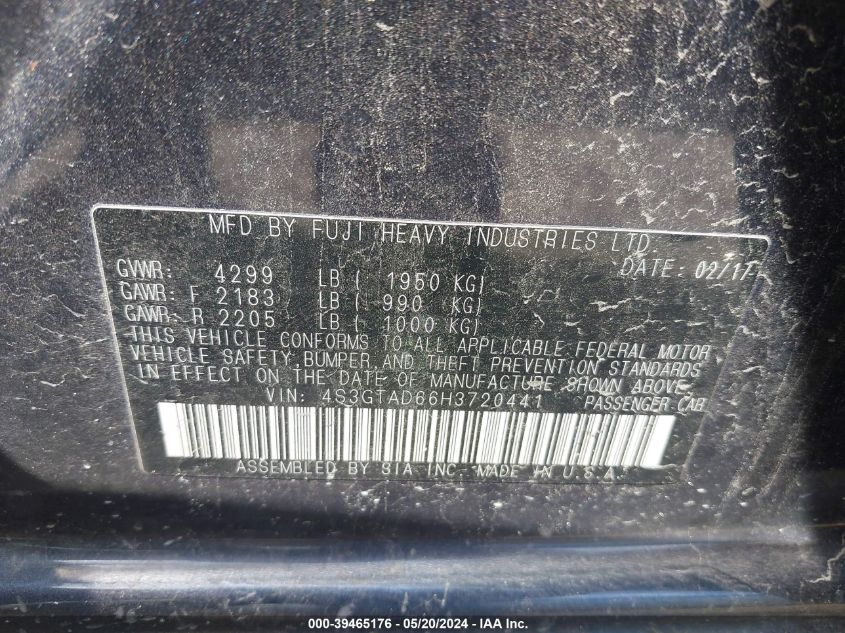 MFD BY FUJI HEAVY INDUSTRIES LTD.
DATE: 02/17
GVWR: 4299 LB ( 1950 KG)
GAWR: F 2183 LB ( 990 KG)
GAWR: R 2205 LB ( 1000 KG)
THIS VEHICLE CONFORMS TO ALL APPLICABLE FEDERAL MOTOR
VEHICLE SAFETY, BUMPER, AND THEFT PREVENTION STANDARDS
IN EFFECT ON THE DATE OF MANUFACTURE SHOWN ABOVE.
VIN: 4S3GTAD66H3720441 PASSENGER CAR
ASSEMBLED BY SIA INC. MADE IN U.S.A.
000-39465176 - 05/20/2024 - IAA Inc.